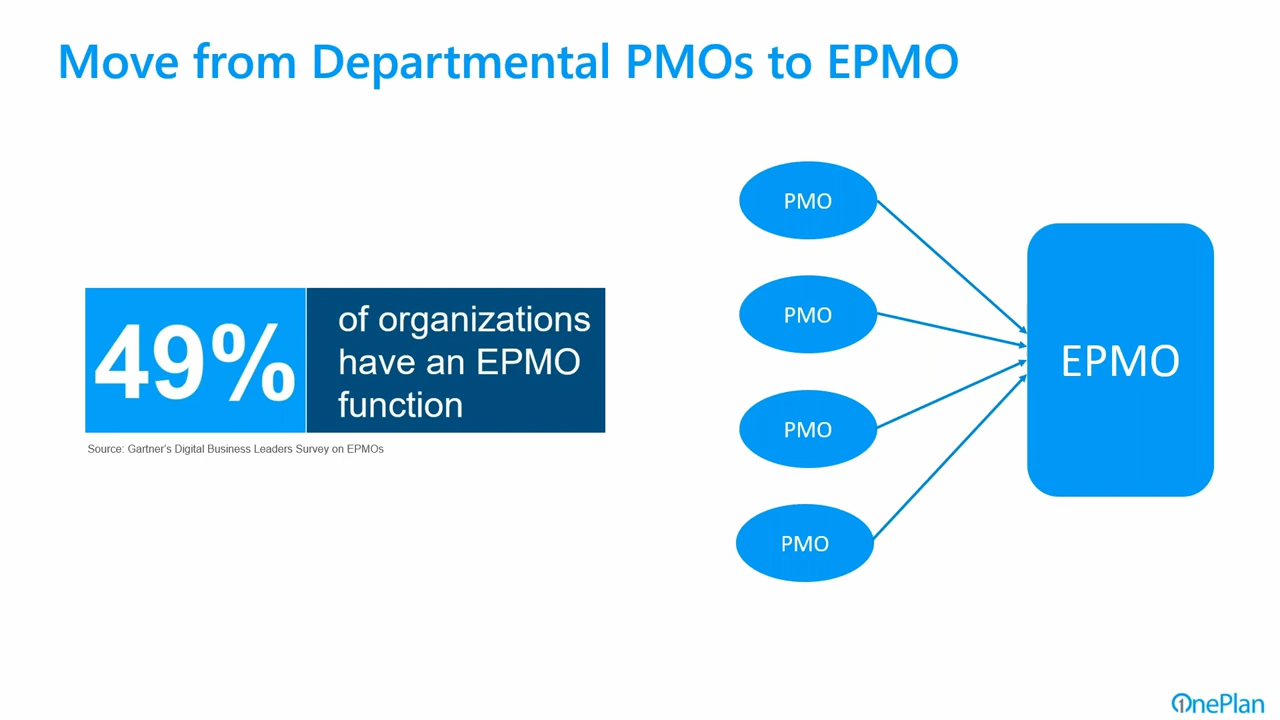 Move from Departmental PMOs to EPMO
49%
of organizations
have an EPMO
function
Source: Gartner's Digital Business Leaders Survey on EPMOs
PMO
PMO
PMO
PMO
EPMO
OnePlan